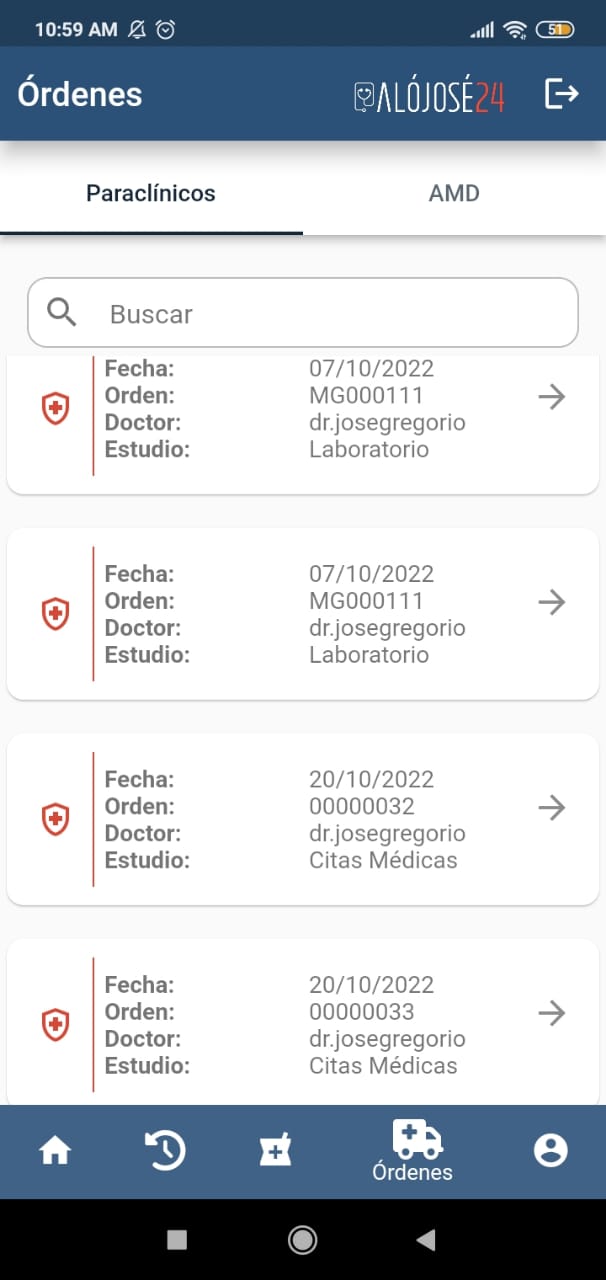 10:59 AM 51
Órdenes ALÓJOSÉ24
Paraclínicos AMD
Buscar
Fecha: 07/10/2022
Orden: MG000111
Doctor: dr.josegregorio
Estudio: Laboratorio
Fecha: 07/10/2022
Orden: MG000111
Doctor: dr.josegregorio
Estudio: Laboratorio
Fecha: 20/10/2022
Orden: 00000032
Doctor: dr.josegregorio
Estudio: Citas Médicas
Fecha: 20/10/2022
Orden: 00000033
Doctor: dr.josegregorio
Estudio: Citas Médicas
Órdenes